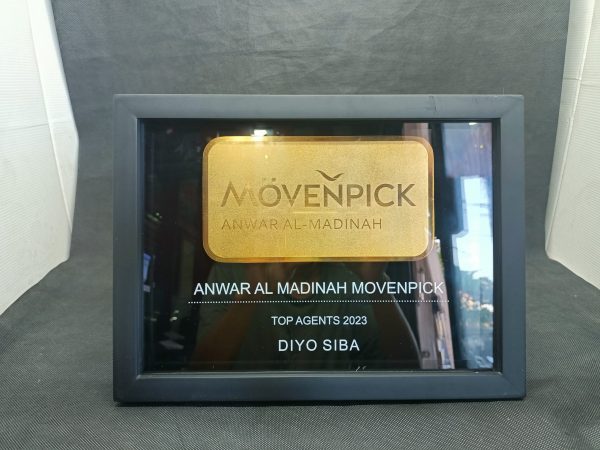 MÖVENPICK
ANWAR AL-MADINAH
ANWAR AL MADINAH MOVENPICK
TOP AGENTS 2023
DIYO SIBA